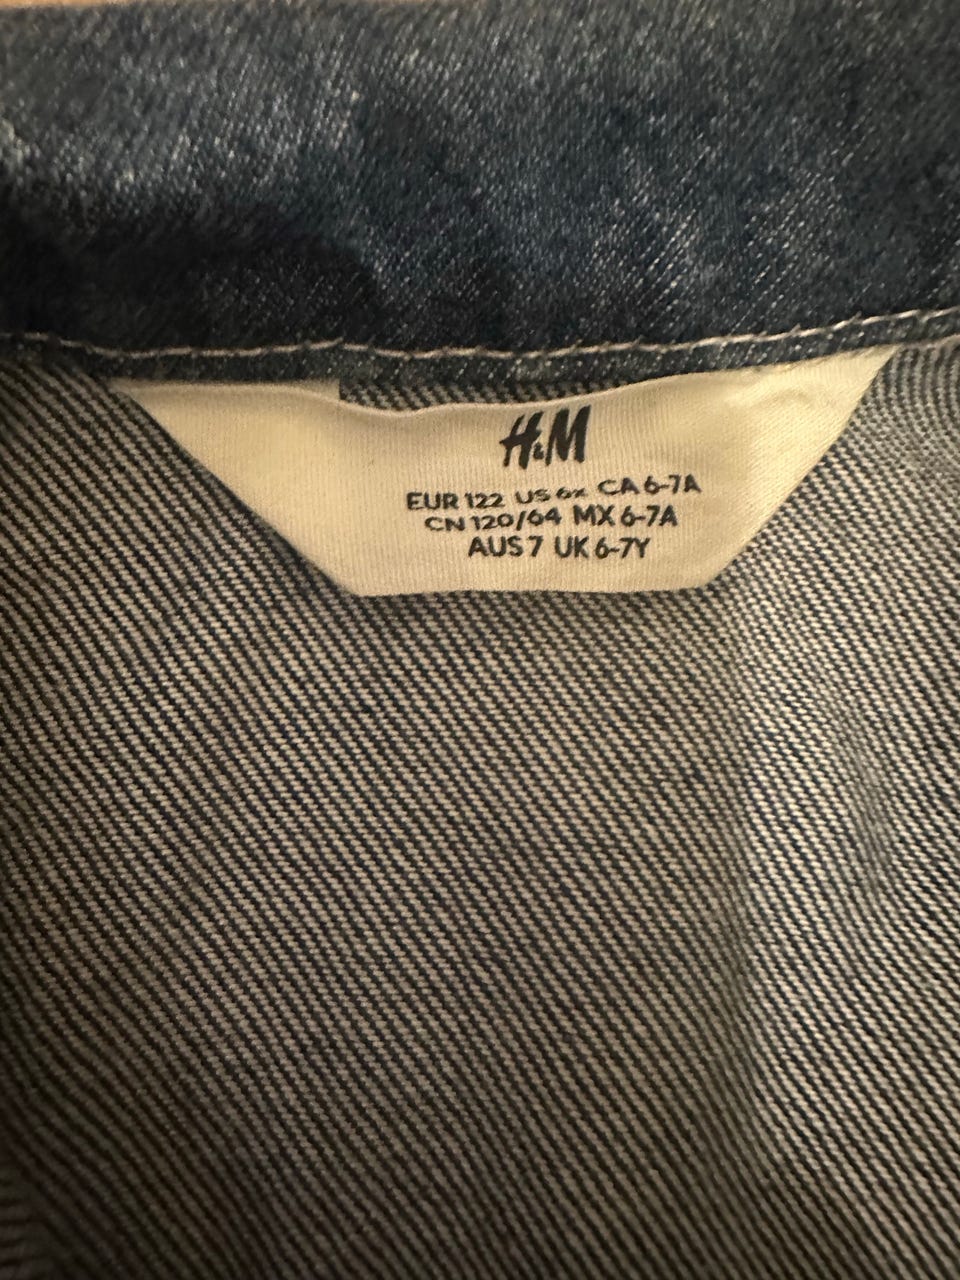 H&M
EUR 122 US 6x CA 6-7A
CN 120/64 MX 6-7A
AUS 7 UK 6-7Y